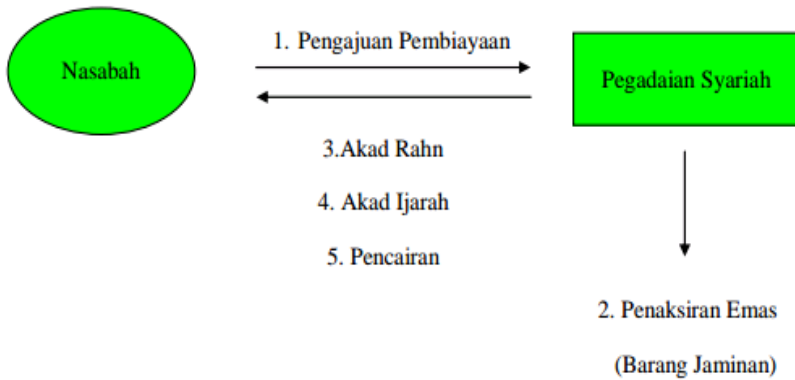 1. Pengajuan Pembiayaan
Nasabah
Pegadaian Syariah
3.Akad Rahn
4. Akad Ijarah
5. Pencairan
2. Penaksiran Emas
(Barang Jaminan)